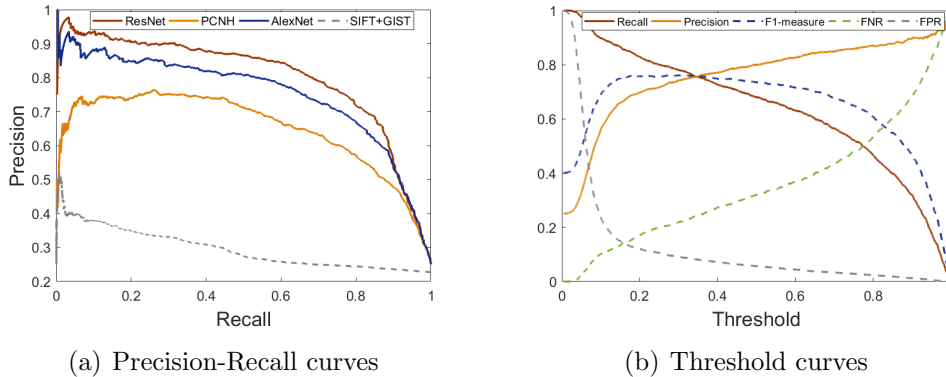 ResNet PCNH AlexNet SIFT+GIST
1
0.9
0.8
0.7
0.6
0.5
0.4
0.3
0.2
Precision
0 0.2 0.4 0.6 0.8 1
Recall
(a) Precision-Recall curves
Recall Precision F1-measure FNR FPR
1
0.8
0.6
0.4
0.2
0
0 0.2 0.4 0.6 0.8
Threshold
(b) Threshold curves